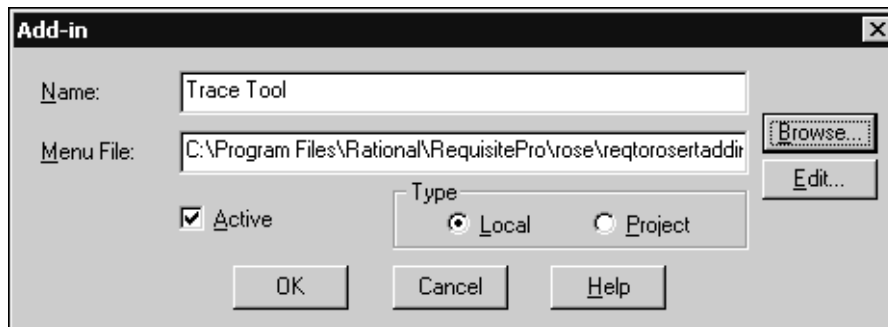 Add-in
Name:
Trace Tool
Menu File:
C:\Program Files\Rational\RequisitePro\rose\reqtorosertaddir
Browse...
Edit...
Active
Type
Local
Project
OK
Cancel
Help